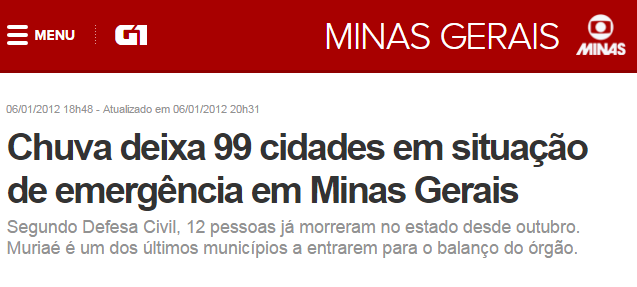 MENU G1 MINAS GERAIS MINAS
06/01/2012 18h48 - Atualizado em 06/01/2012 20h31
Chuva deixa 99 cidades em situação
de emergência em Minas Gerais
Segundo Defesa Civil, 12 pessoas já morreram no estado desde outubro.
Muriaé é um dos últimos municípios a entrarem para o balanço do órgão.